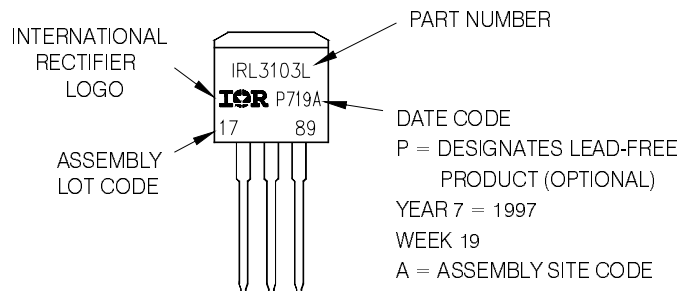 INTERNATIONAL
RECTIFIER
LOGO
ASSEMBLY
LOT CODE
IRL3103L
IOR P719A
17 89
PART NUMBER
DATE CODE
P = DESIGNATES LEAD-FREE
PRODUCT (OPTIONAL)
YEAR 7 = 1997
WEEK 19
A = ASSEMBLY SITE CODE